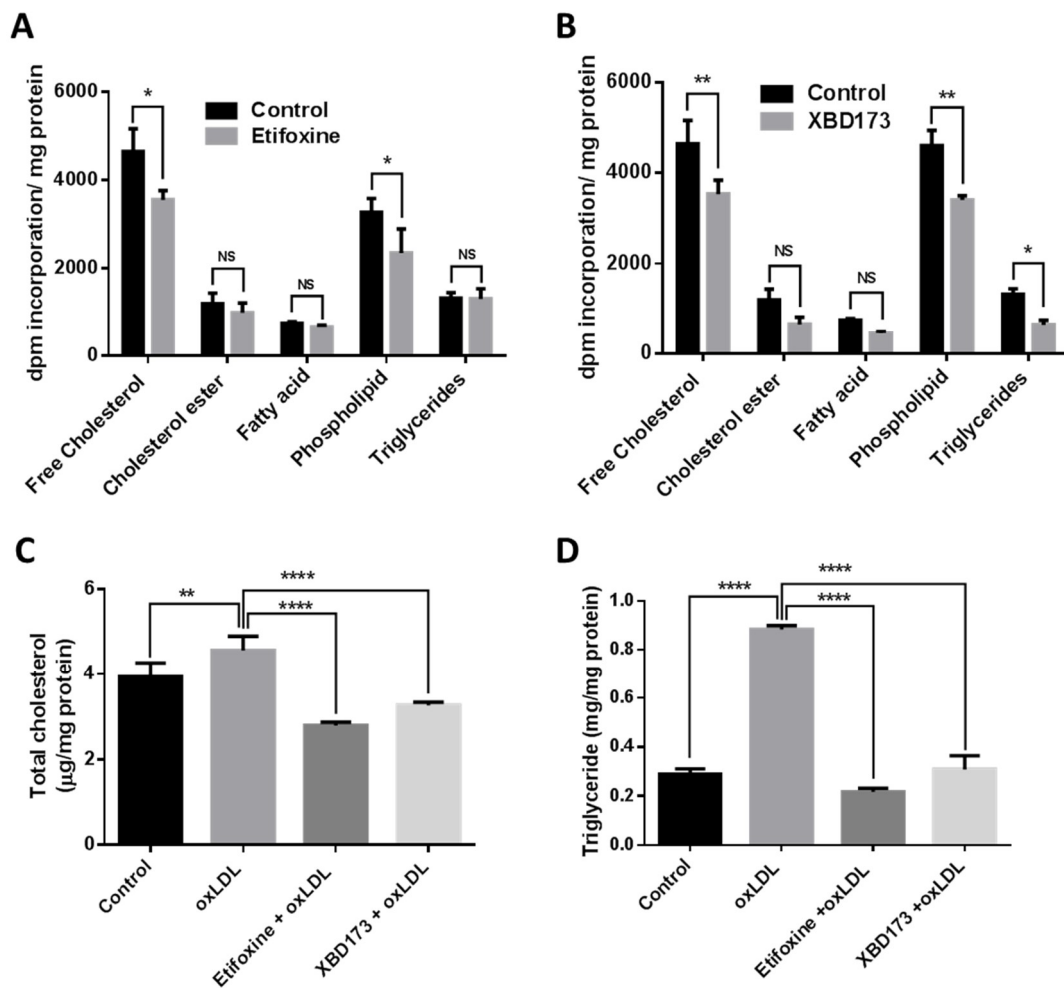 A
dpm incorporation/ mg protein
6000
4000
2000
0
Control
Etifoxine
*
NS
NS
*
NS
Free Cholesterol
Cholesterol ester
Fatty acid
Phospholipid
Triglycerides
B
dpm incorporation/ mg protein
6000
4000
2000
0
Control
XBD173
**
NS
NS
**
*
Free Cholesterol
Cholesterol ester
Fatty acid
Phospholipid
Triglycerides
C
Total cholesterol
(µg/mg protein)
6
4
2
0
**
****
****
Control
oxLDL
Etifoxine + oxLDL
XBD173 + oxLDL
D
Triglyceride (mg/mg protein)
1.0
0.8
0.6
0.4
0.2
0.0
****
****
****
Control
oxLDL
Etifoxine +oxLDL
XBD173 +oxLDL